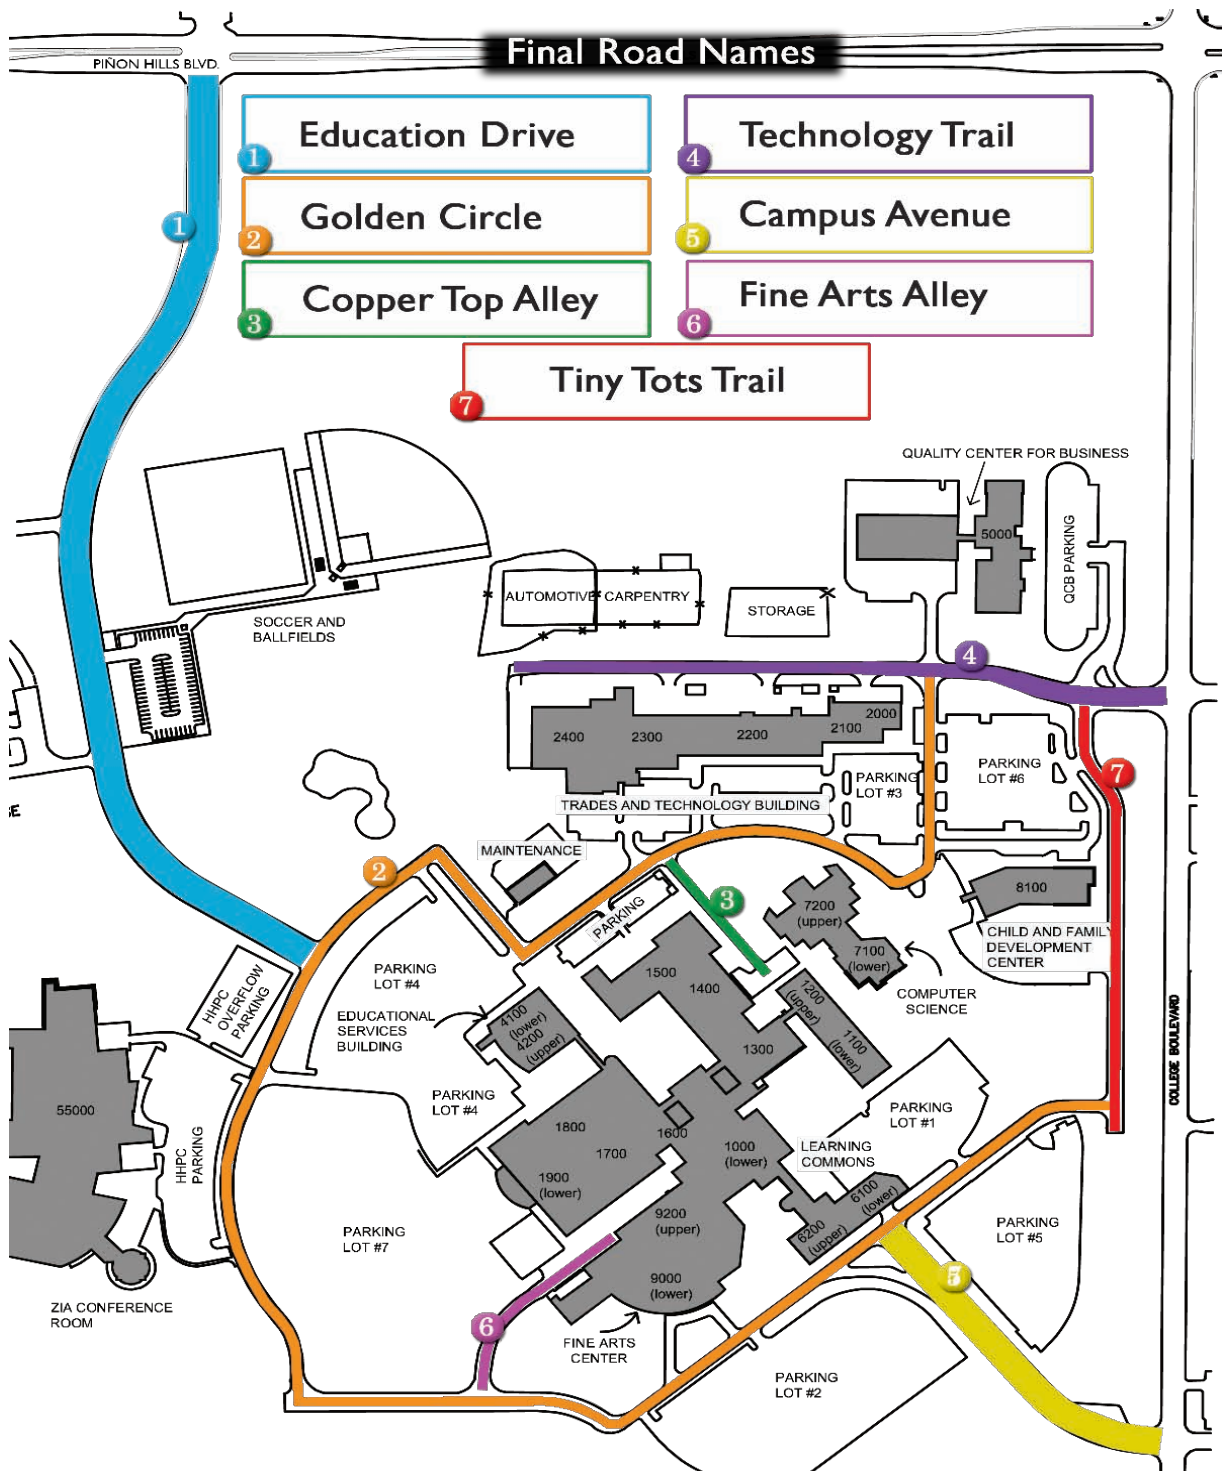 Final Road Names
PIÑON HILLS BLVD.
Education Drive
1
Technology Trail
4
Golden Circle
2
Campus Avenue
5
Copper Top Alley
3
Fine Arts Alley
6
Tiny Tots Trail
7
1
QUALITY CENTER FOR BUSINESS
5000
QCB PARKING
AUTOMOTIVE
CARPENTRY
STORAGE
SOCCER AND
BALLFIELDS
4
2400
2300
2200
2100
2000
PARKING
LOT #3
PARKING
LOT #6
7
TRADES AND TECHNOLOGY BUILDING
MAINTENANCE
2
3
PARKING
7200
(upper)
7100
(lower)
8100
CHILD AND FAMILY
DEVELOPMENT
CENTER
COMPUTER
SCIENCE
HHPC
OVERFLOW
PARKING
PARKING
LOT #4
EDUCATIONAL
SERVICES
BUILDING
4100
(lower)
4200
(upper)
1500
1400
1300
1200
(upper)
1100
(lower)
COLLEGE BOULEVARD
55000
HHPC
PARKING
PARKING
LOT #4
PARKING
LOT #1
1800
1700
1600
1000
(lower)
LEARNING
COMMONS
1900
(lower)
9200
(upper)
6100
(lower)
6200
(upper)
PARKING
LOT #7
PARKING
LOT #5
5
9000
(lower)
6
ZIA CONFERENCE
ROOM
FINE ARTS
CENTER
PARKING
LOT #2